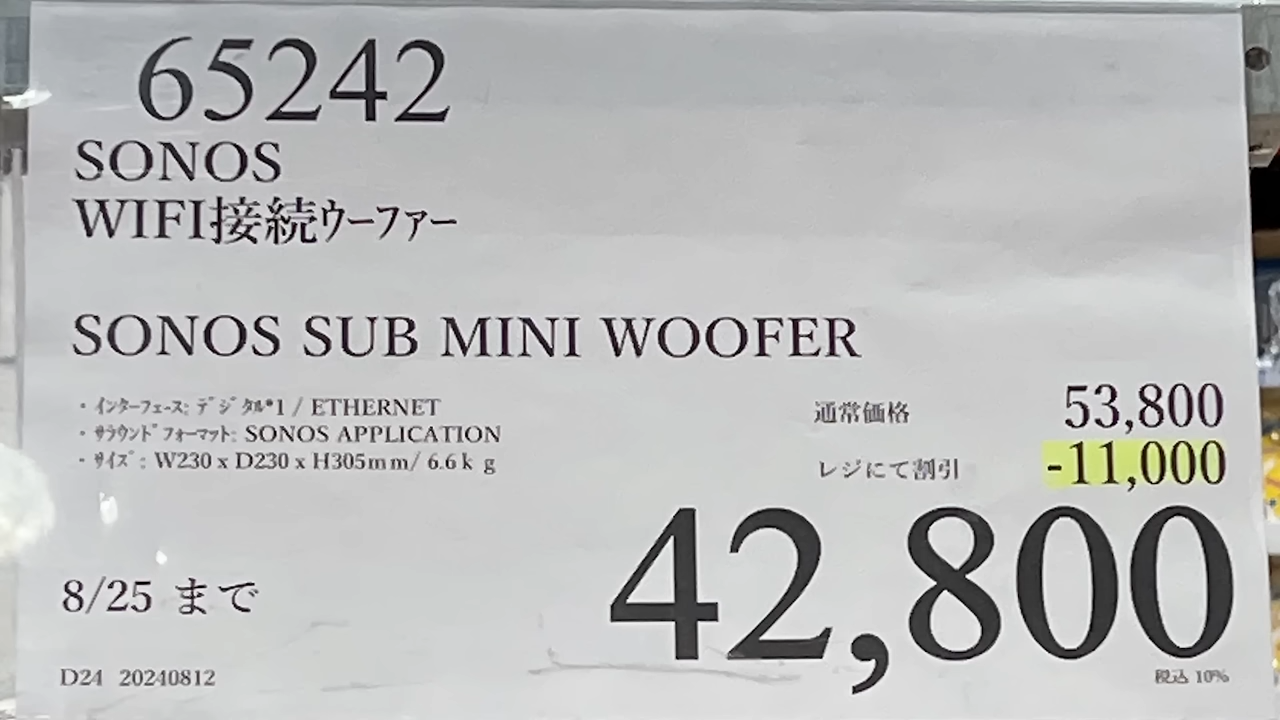 65242
SONOS
WIFI接続ウーファー
SONOS SUB MINI WOOFER
・インターフェース: デジタル*1 / ETHERNET
・サラウンドフォーマット: SONOS APPLICATION
・サイズ: W230 x D230 x H305mm/ 6.6ｋｇ
通常価格 53,800
レジにて割引 -11,000
42,800
税込 10%
8/25 まで
D24 20240812